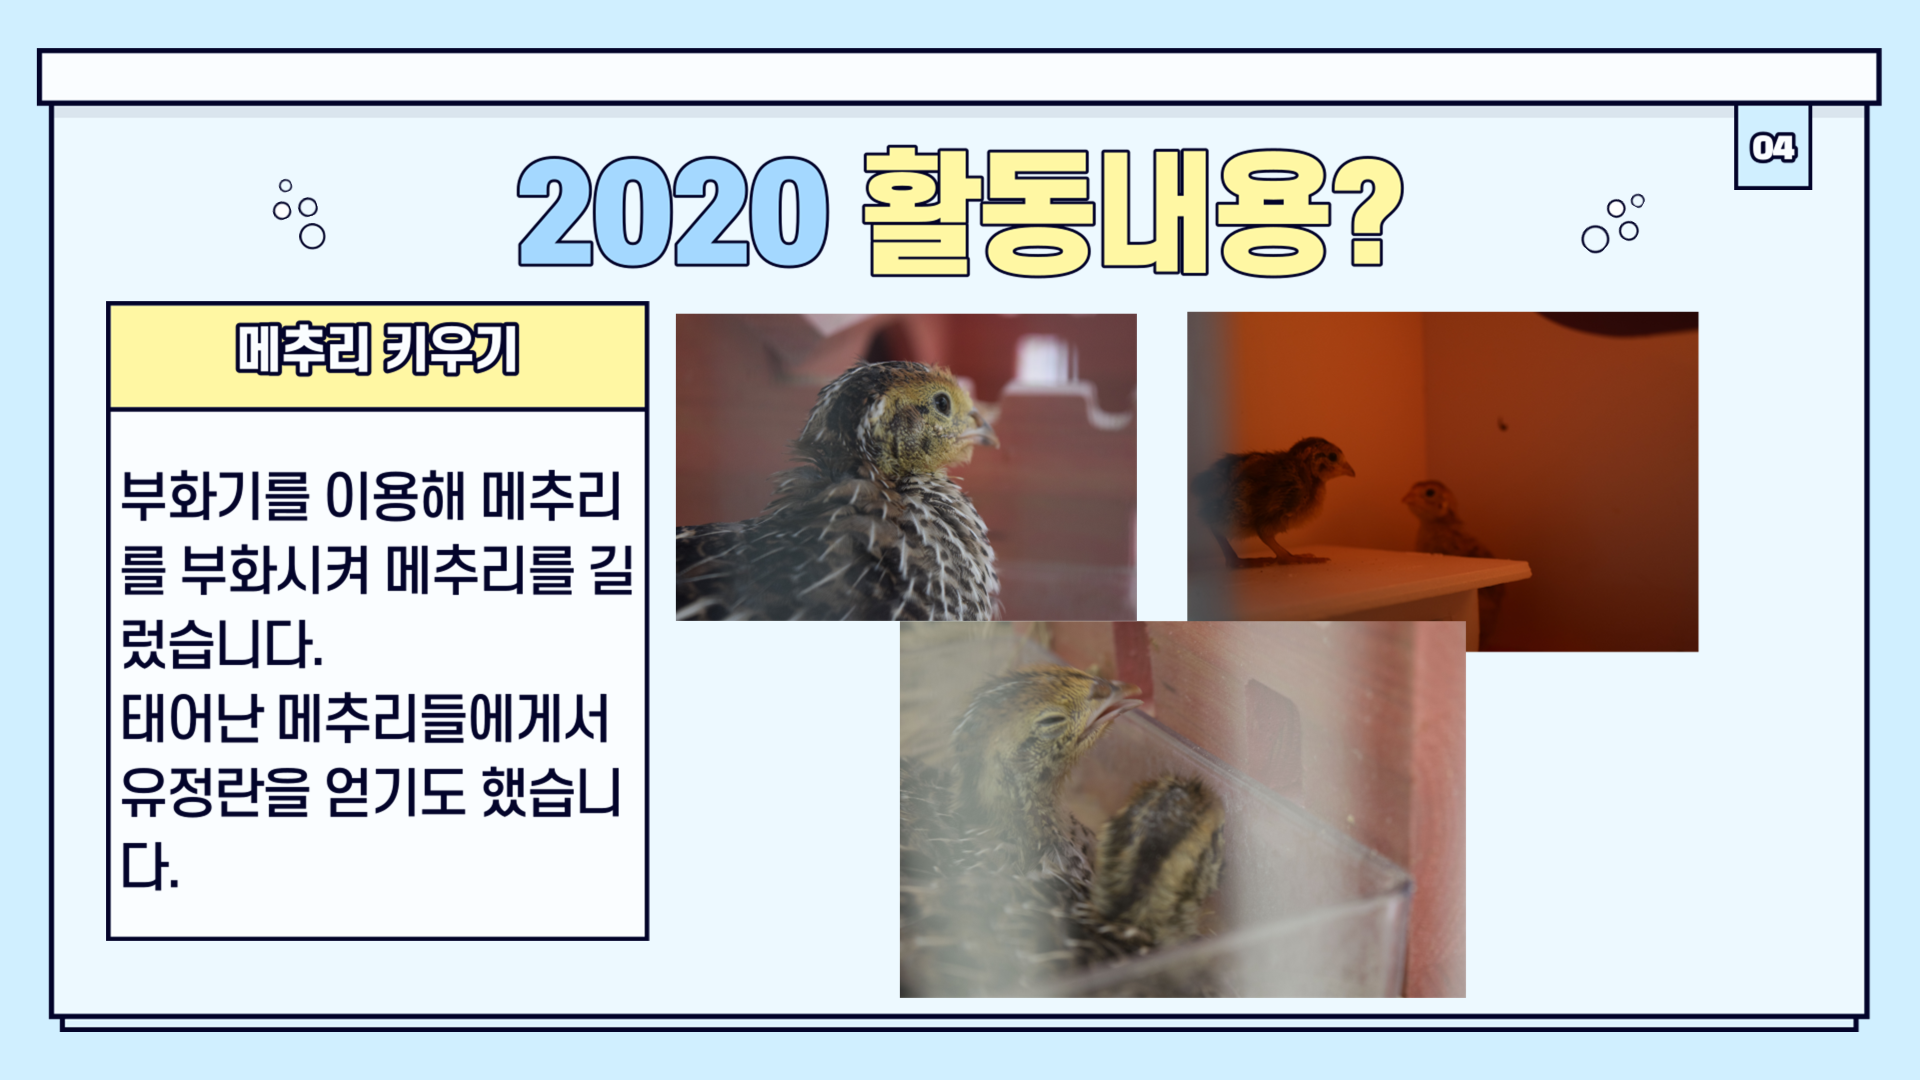 04
2020 활동내용?
메추리 키우기
부화기를 이용해 메추리
를 부화시켜 메추리를 길
렀습니다.
태어난 메추리들에게서
유정란을 얻기도 했습니
다.